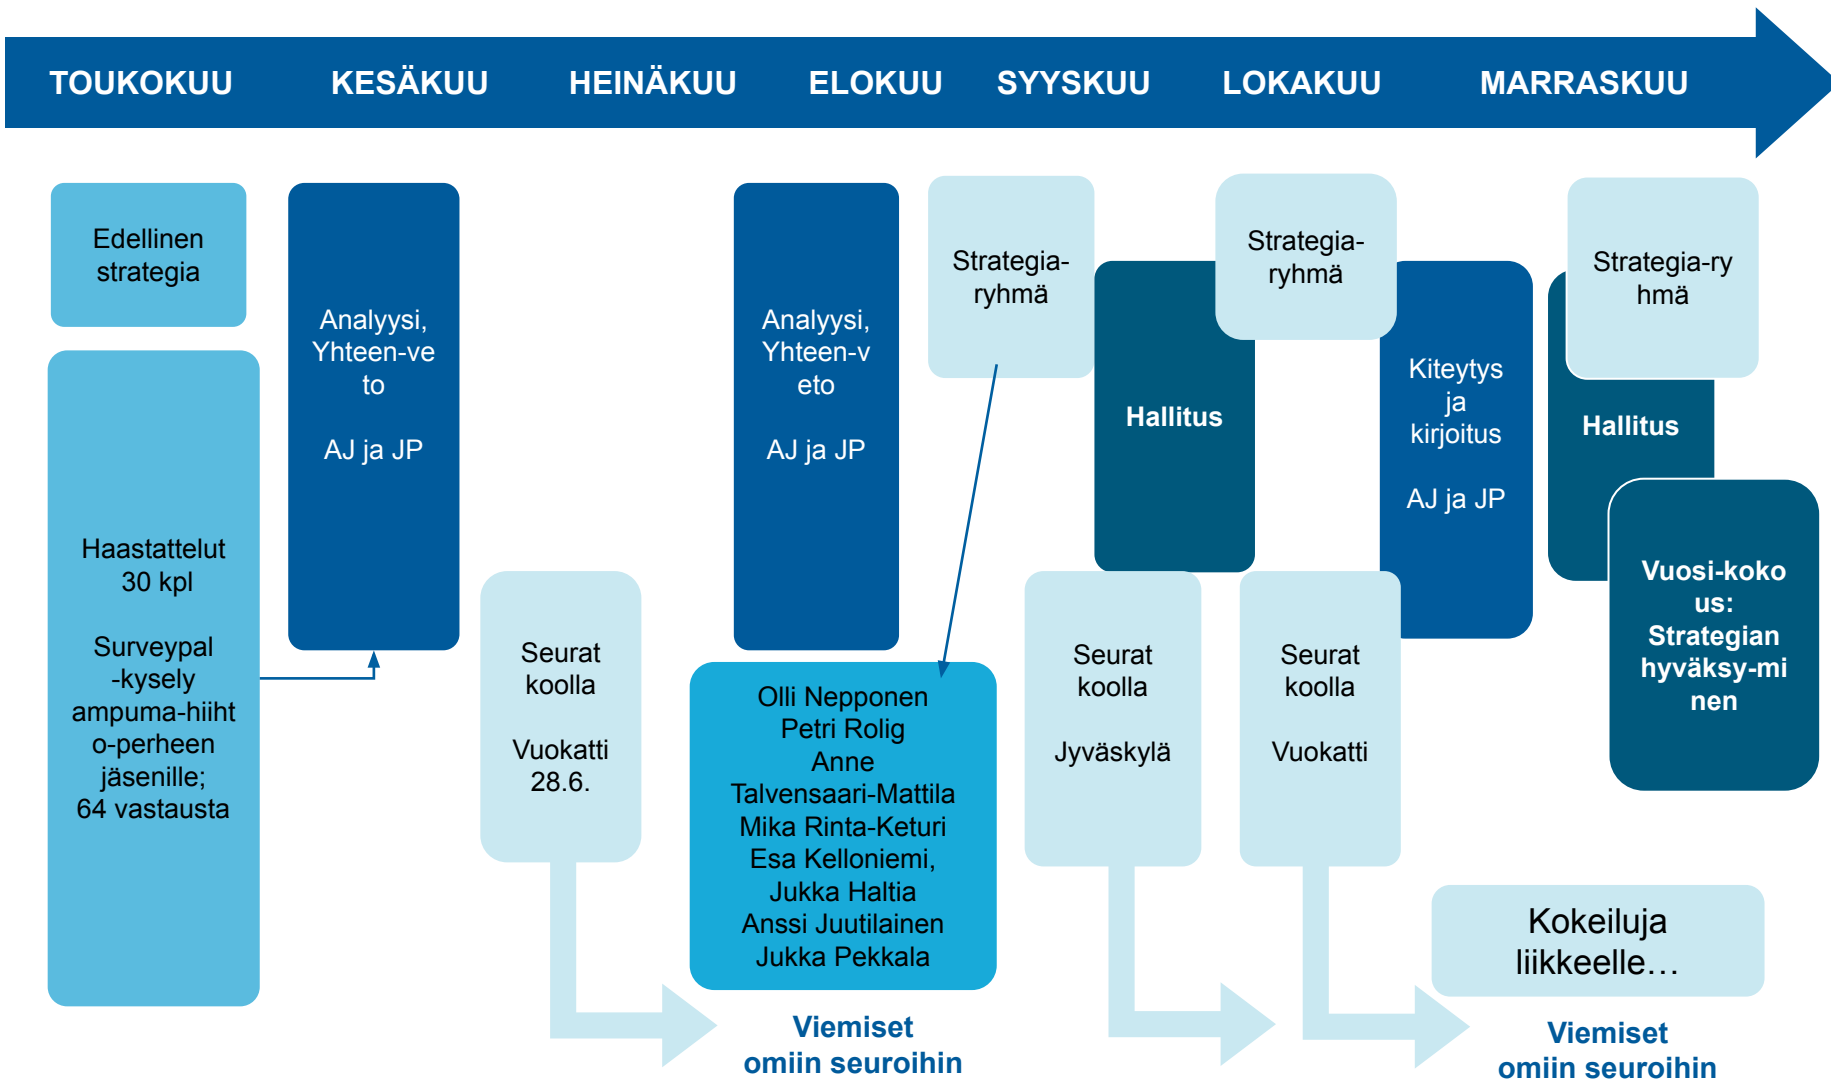 TOUKOKUU
KESÄKUU
HEINÄKUU
ELOKUU
SYYSKUU
LOKAKUU
MARRASKUU
Edellinen
strategia
Haastattelut
30 kpl
Surveypal
-kysely
ampuma-hiiht
o-perheen
jäsenille;
64 vastausta
Analyysi,
Yhteen-ve
to
AJ ja JP
Seurat
koolla
Vuokatti
28.6.
Analyysi,
Yhteen-v
eto
AJ ja JP
Olli Nepponen
Petri Rolig
Anne
Talvensaari-Mattila
Mika Rinta-Keturi
Esa Kelloniemi,
Jukka Haltia
Anssi Juutilainen
Jukka Pekkala
Viemiset
omiin seuroihin
Strategia-
ryhmä
Hallitus
Seurat
koolla
Jyväskylä
Strategia-
ryhmä
Seurat
koolla
Vuokatti
Kiteytys
ja
kirjoitus
AJ ja JP
Strategia-ry
hmä
Hallitus
Vuosi-koko
us:
Strategian
hyväksy-mi
nen
Kokeiluja
liikkeelle…
Viemiset
omiin seuroihin